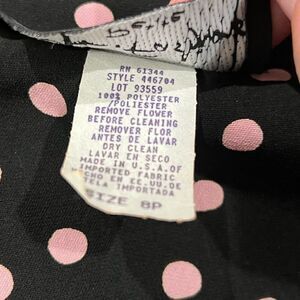 RN 61344
STYLE 446704
LOT 93559
100% POLYESTER
/POLIESTER
REMOVE FLOWER
BEFORE CLEANING
REMOVER FLOR
ANTES DE LAVAR
DRY CLEAN
LAVAR EN SECO
MADE IN U.S.A OF
IMPORTED FABRIC
HECHO EN EE.UU.DE
TELA IMPORTADA
SIZE 8P